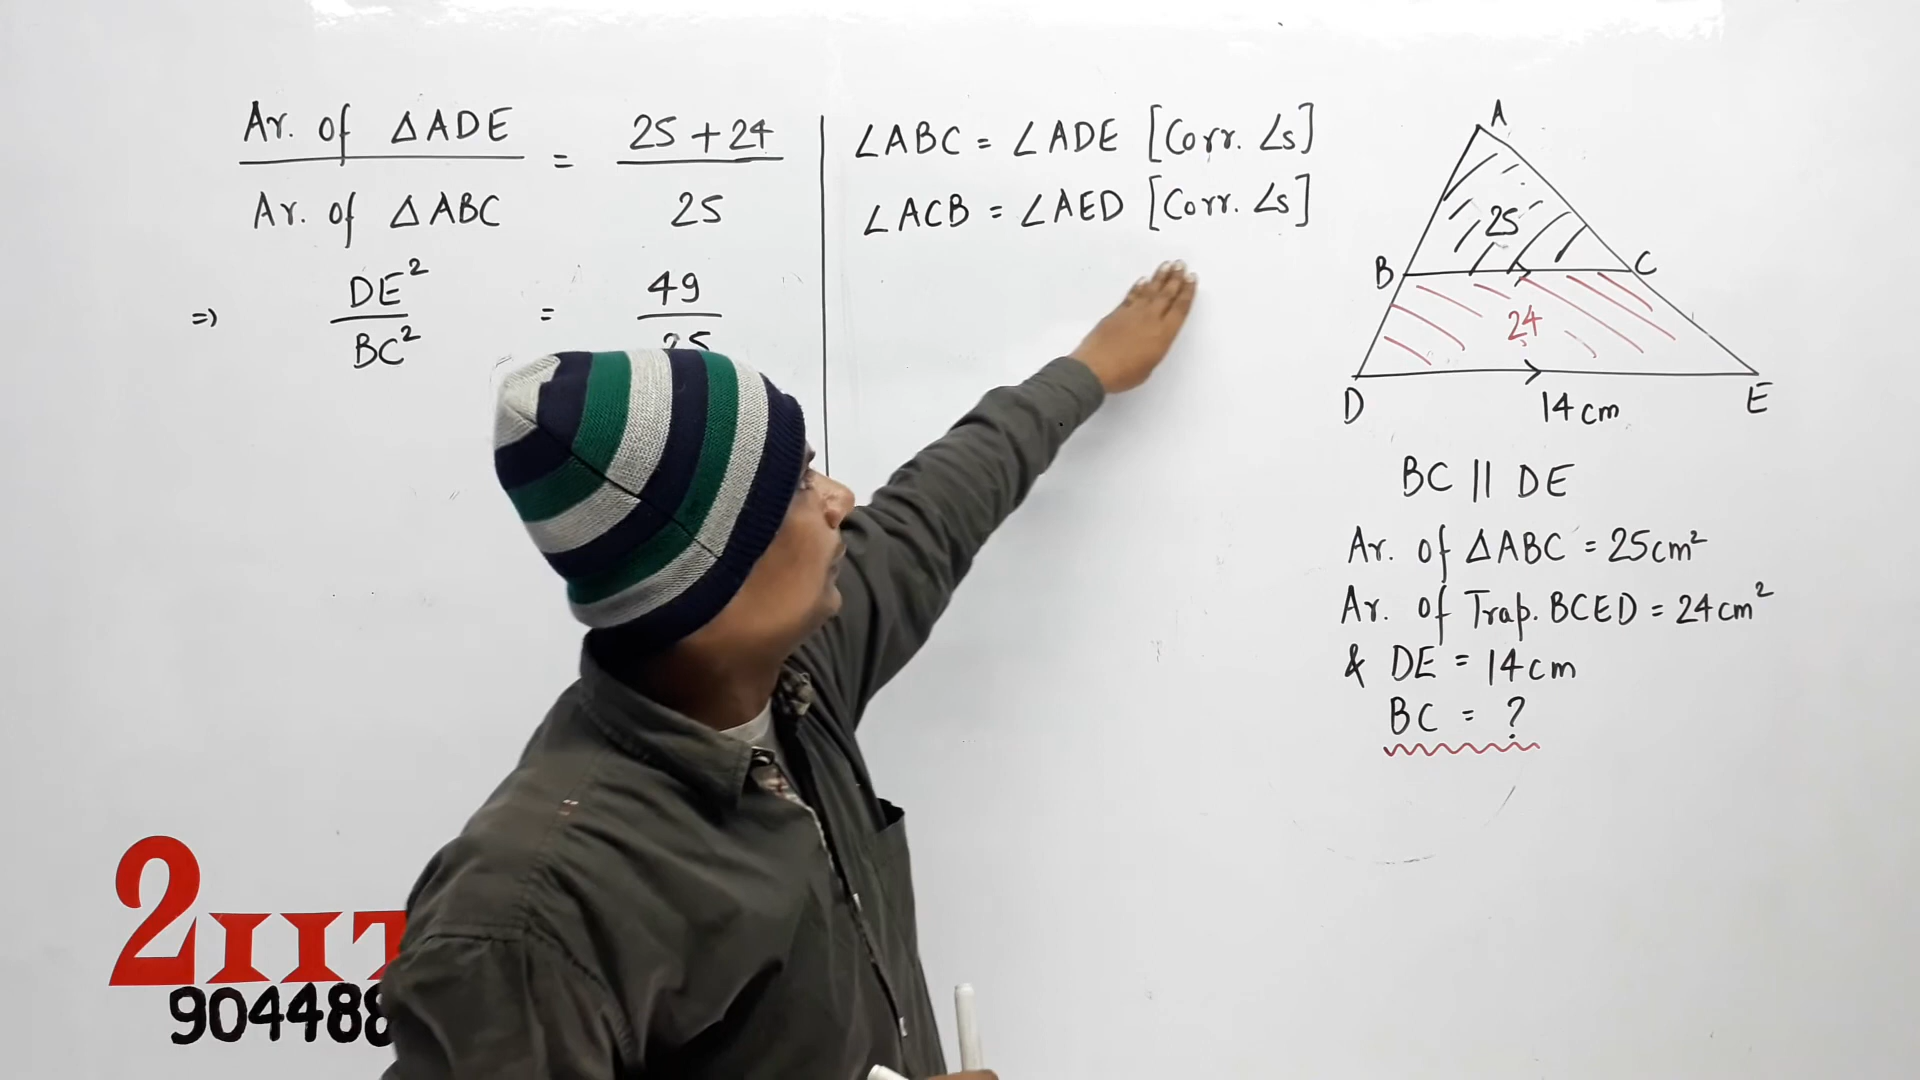 Ar. of △ADE / Ar. of △ABC = 25 + 24 / 25
⇒ DE² / BC² = 49 / 25
∠ABC = ∠ADE [Corr. ∠s]
∠ACB = ∠AED [Corr. ∠s]
A
25
B C
24
D E
14 cm
BC || DE
Ar. of △ABC = 25cm²
Ar. of Trap. BCED = 24cm²
& DE = 14cm
BC = ?
2IIT
904488